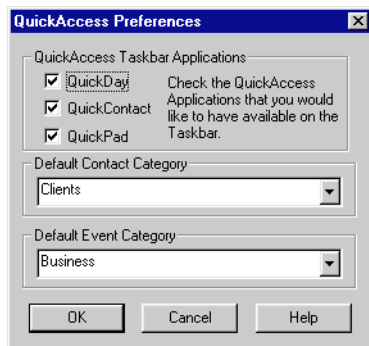 QuickAccess Preferences
QuickAccess Taskbar Applications
QuickDay
QuickContact
QuickPad
Check the QuickAccess
Applications that you would
like to have available on the
Taskbar.
Default Contact Category
Clients
Default Event Category
Business
OK Cancel Help